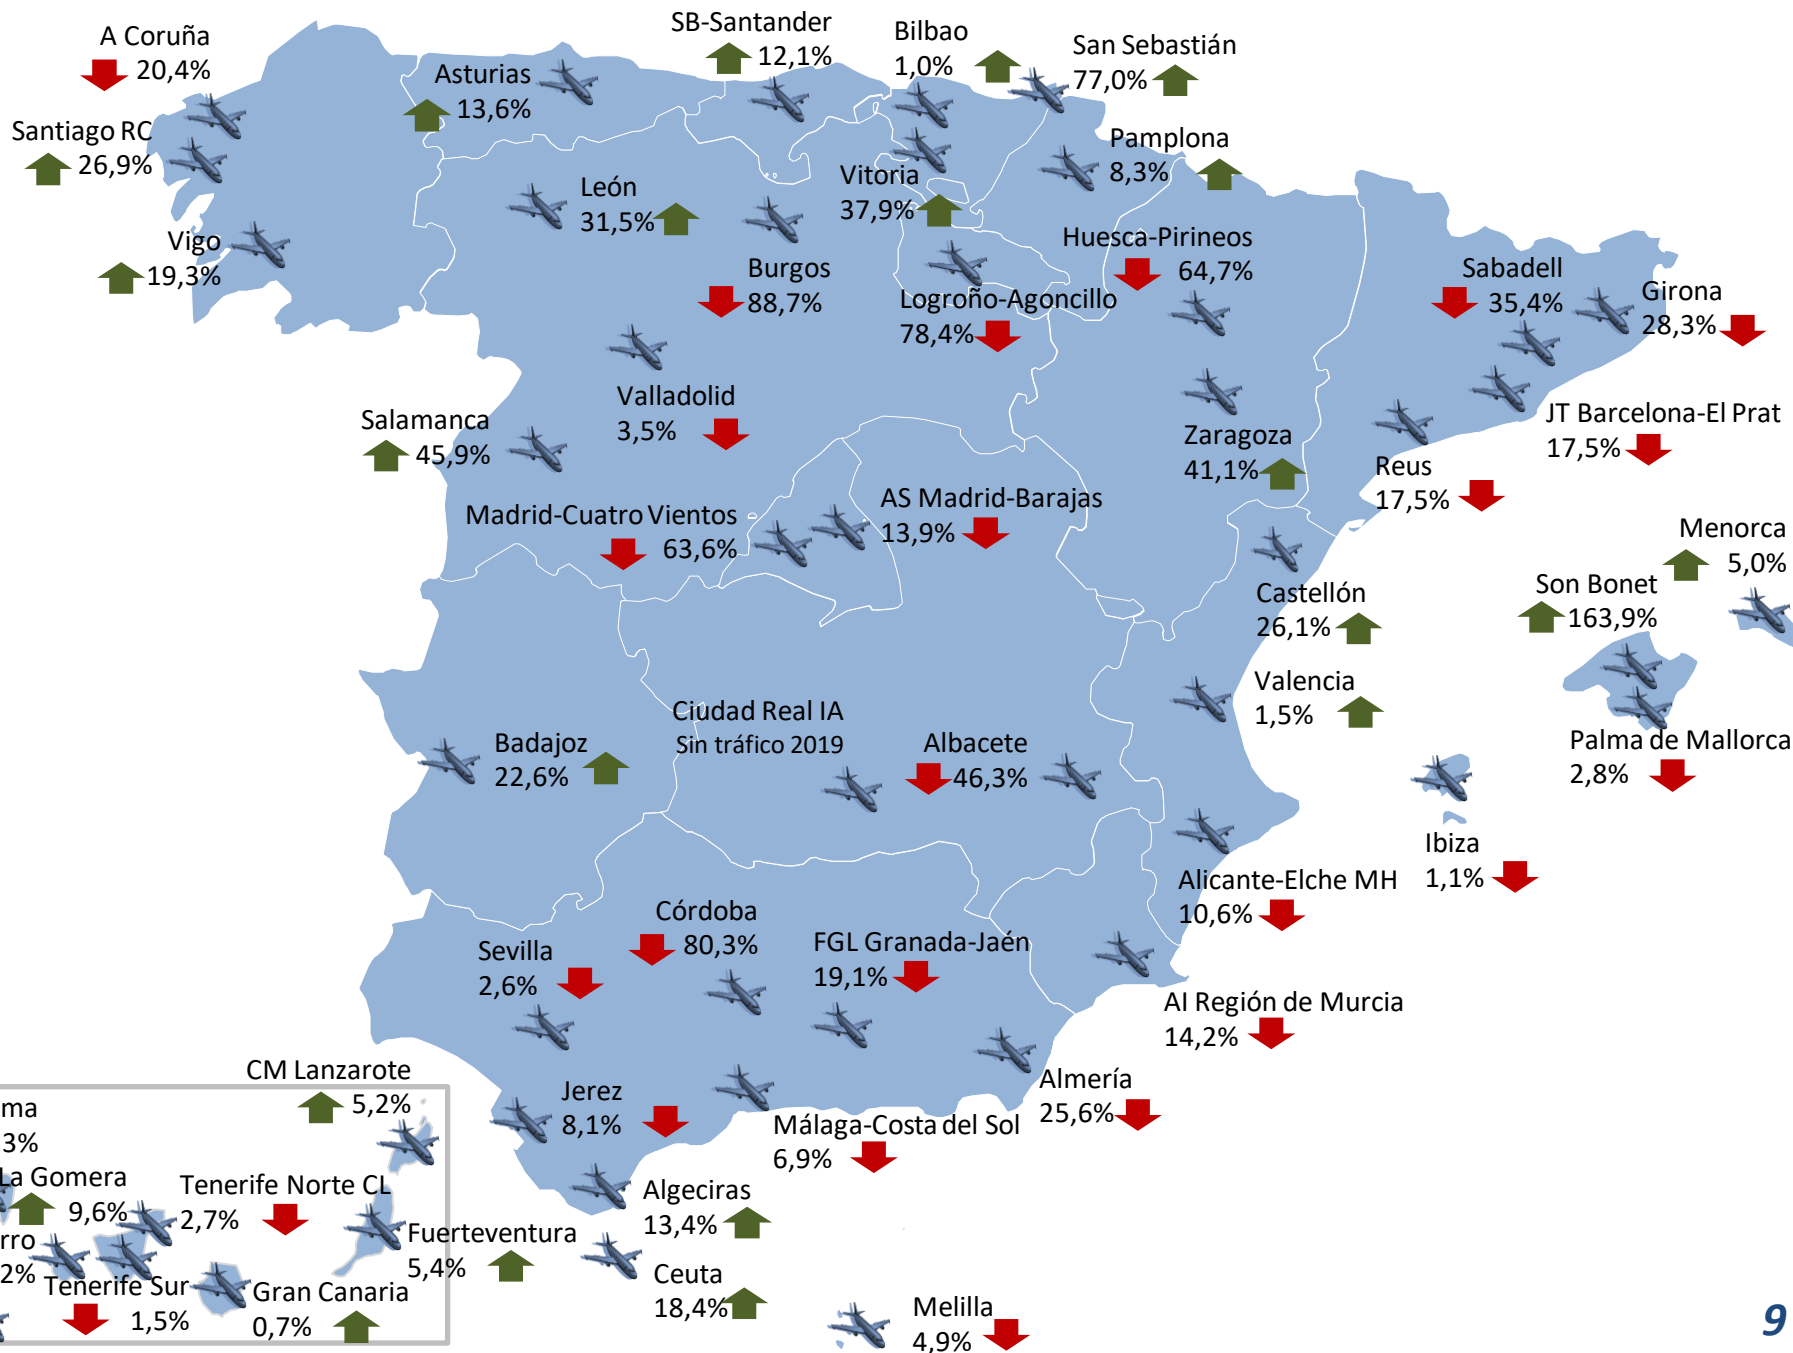 A Coruña
20,4%
Santiago RC
26,9%
Vigo
19,3%
Asturias
13,6%
SB-Santander
12,1%
Bilbao
1,0%
San Sebastián
77,0%
Pamplona
8,3%
Vitoria
37,9%
León
31,5%
Burgos
88,7%
Logroño-Agoncillo
78,4%
Huesca-Pirineos
64,7%
Sabadell
35,4%
Girona
28,3%
Valladolid
3,5%
Salamanca
45,9%
Zaragoza
41,1%
JT Barcelona-El Prat
17,5%
Reus
17,5%
Madrid-Cuatro Vientos
63,6%
AS Madrid-Barajas
13,9%
Menorca
5,0%
Son Bonet
163,9%
Castellón
26,1%
Valencia
1,5%
Palma de Mallorca
2,8%
Ciudad Real IA
Sin tráfico 2019
Badajoz
22,6%
Albacete
46,3%
Ibiza
1,1%
Alicante-Elche MH
10,6%
Córdoba
80,3%
Sevilla
2,6%
FGL Granada-Jaén
19,1%
AI Región de Murcia
14,2%
Almería
25,6%
Jerez
8,1%
Málaga-Costa del Sol
6,9%
CM Lanzarote
5,2%
ma
3%
La Gomera
9,6%
Tenerife Norte CL
2,7%
rro
2%
Tenerife Sur
1,5%
Gran Canaria
0,7%
Fuerteventura
5,4%
Algeciras
13,4%
Ceuta
18,4%
Melilla
4,9%
9